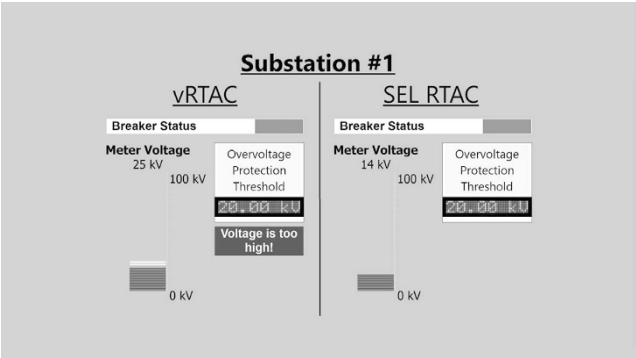 Substation #1
vRTAC
Breaker Status
Meter Voltage
25 kV
100 kV
0 kV
Overvoltage
Protection
Threshold
20.00 kV
Voltage is too
high!
SEL RTAC
Breaker Status
Meter Voltage
14 kV
100 kV
0 kV
Overvoltage
Protection
Threshold
20.00 kV